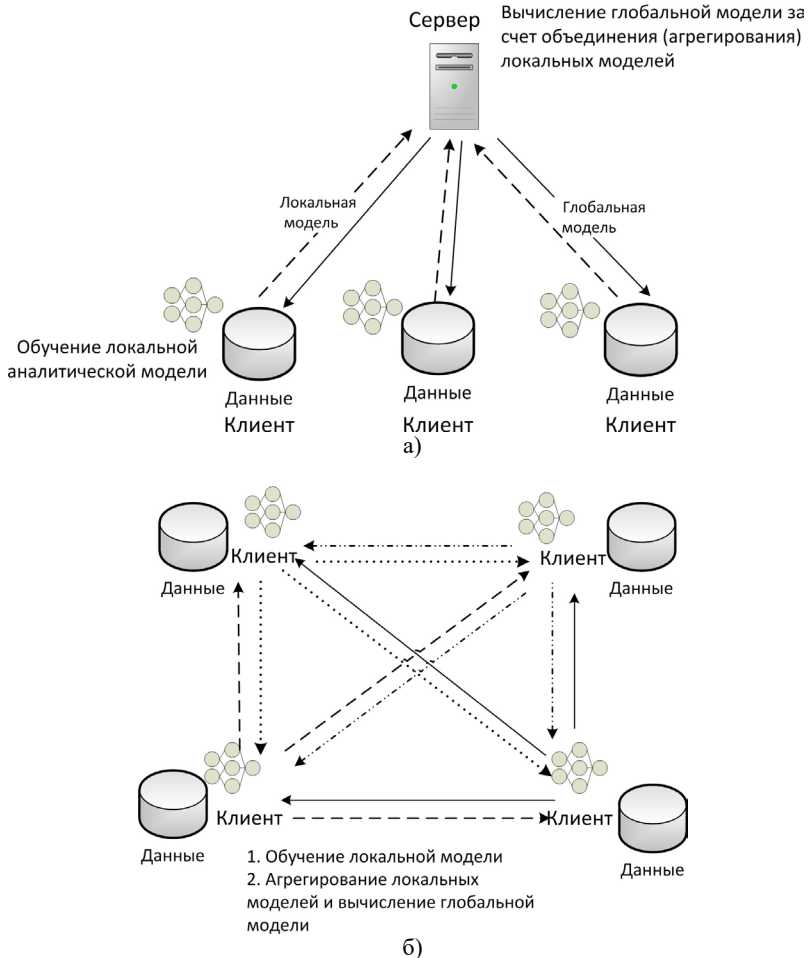 Сервер
Вычисление глобальной модели за
счет объединения (агрегирования)
локальных моделей
Локальная
модель
Глобальная
модель
Обучение локальной
аналитической модели
Данные
Клиент
Данные
Клиент
Данные
Клиент
а)
Клиент
Данные
Клиент
Данные
Клиент
Данные
Клиент
Данные
1. Обучение локальной модели
2. Агрегирование локальных
моделей и вычисление глобальной
модели
б)